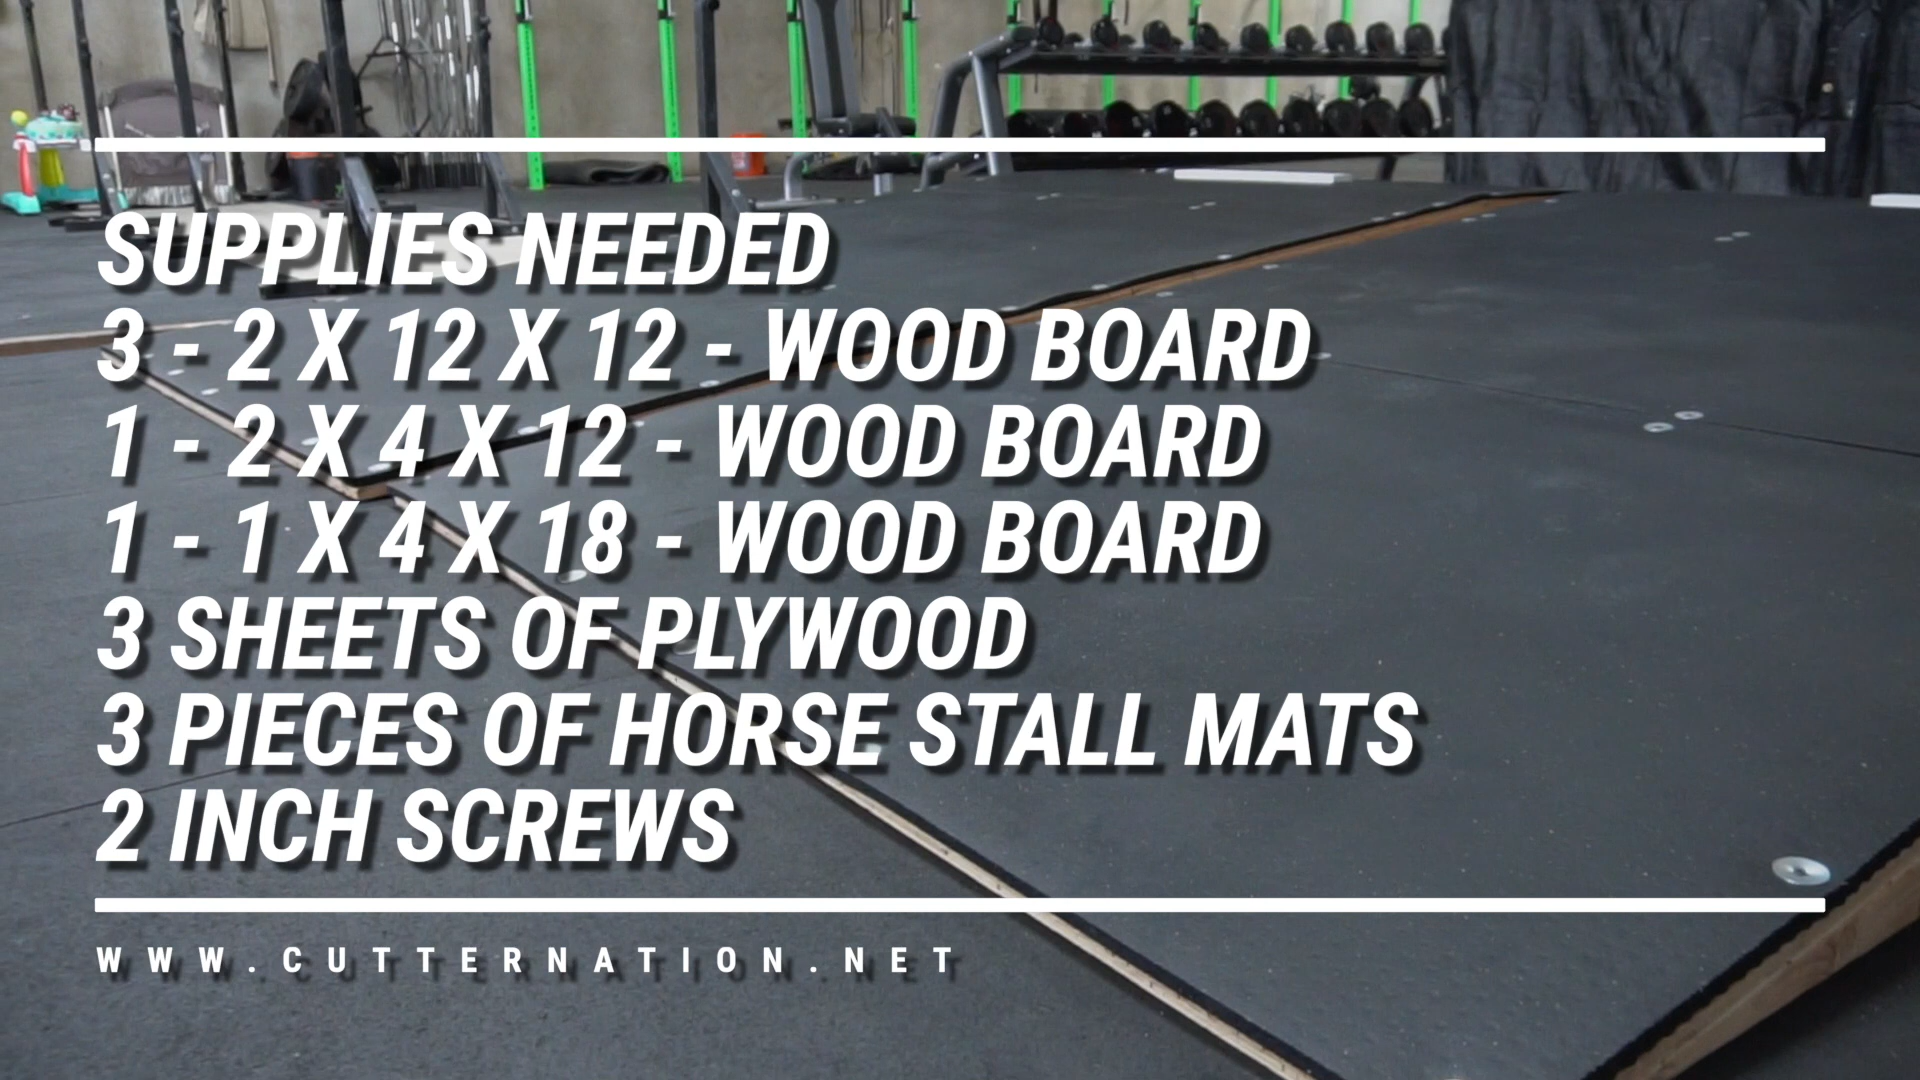 SUPPLIES NEEDED
3 - 2 X 12 X 12 - WOOD BOARD
1 - 2 X 4 X 12 - WOOD BOARD
1 - 1 X 4 X 18 - WOOD BOARD
3 SHEETS OF PLYWOOD
3 PIECES OF HORSE STALL MATS
2 INCH SCREWS
WWW.CUTTERNATION.NET